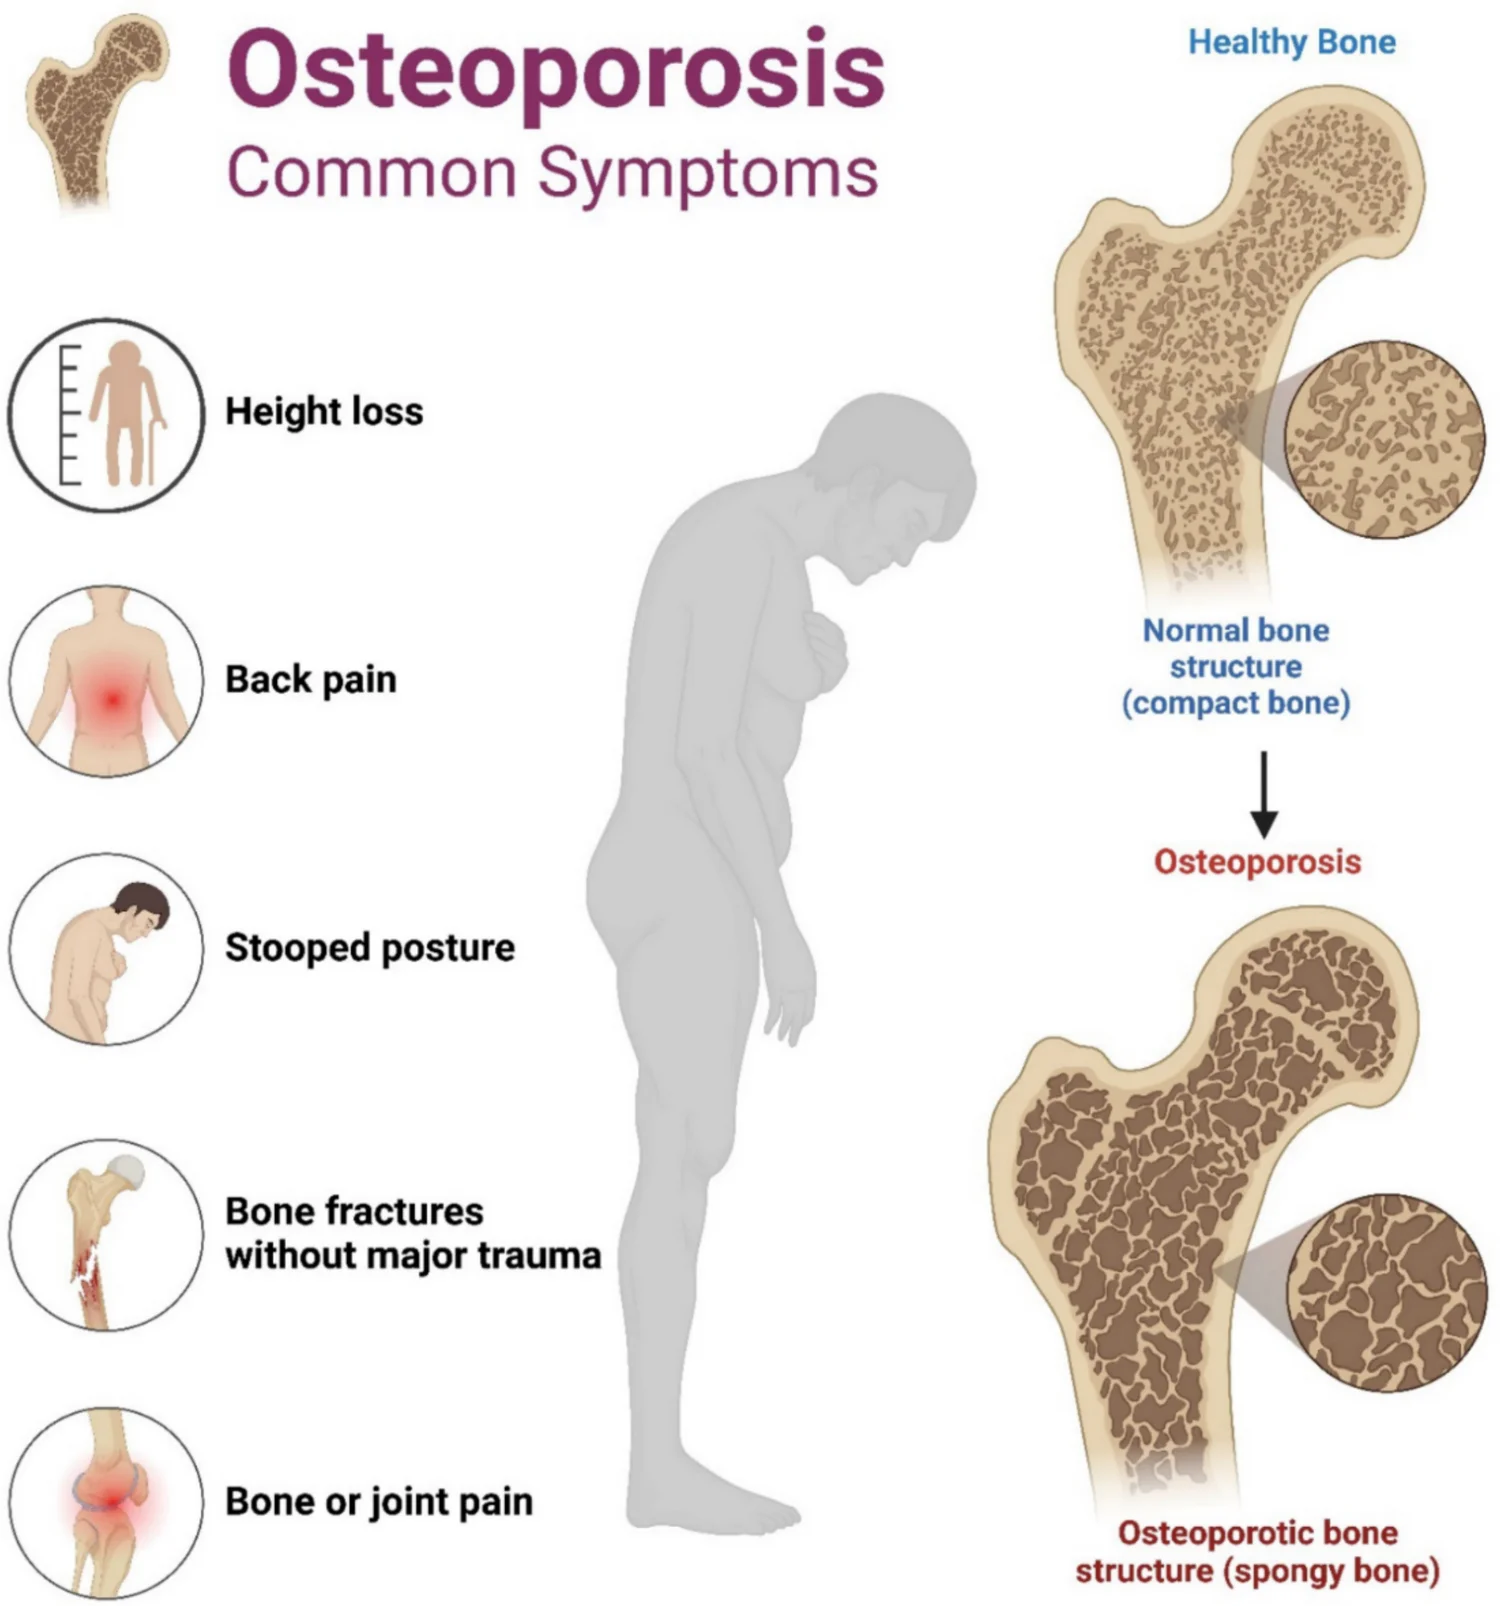 Osteoporosis
Common Symptoms
Height loss
Back pain
Stooped posture
Bone fractures
without major trauma
Bone or joint pain
Healthy Bone
Normal bone
structure
(compact bone)
Osteoporosis
Osteoporotic bone
structure (spongy bone)